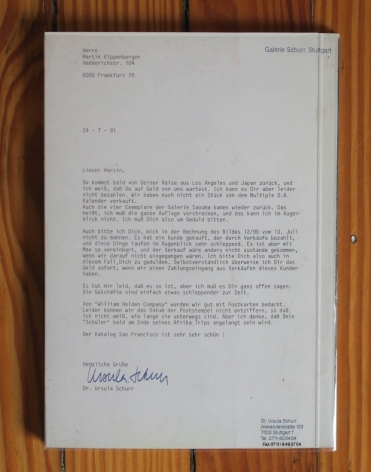 Galerie Schurr, Stuttgart
Herrn
Martin Kippenberger
Hedderichstr. 104
6000 Frankfurt 70
24 - 7 - 91
Lieber Martin,
Du kommst bald von Deiner Reise aus Los Angeles und Japan zurück, und
ich weiß, daß Du auf Geld von uns wartest. Ich kann es Dir aber leider
nicht bezahlen. Wir haben noch nicht ein Stück von dem Multiple D.A.
Kalender verkauft.
Auch die vier Exemplare der Galerie Sarouma kamen wieder zurück. Das
heißt, ich muß die ganze Auflage vorstrecken, und das kann ich im Augen-
blick nicht. Ich muß Dich also um Geduld bitten.
Auch bitte ich Dich, mich in der Rechnung des Bildes 12/90 vom 10. Juli
nicht zu mahnen. Es hat ein Kunde gekauft, der durch Verkäufe bezahlt,
und diese Dinge laufen im Augenblick sehr schleppend. Es ist aber mit
Max so vereinbart, und der Verkauf wäre anders nicht zustande gekommen,
wenn wir darauf nicht eingegangen wären. Ich bitte Dich also auch in
diesem Fall, Dich zu gedulden. Selbstverständlich überweise ich Dir das
Geld sofort, wenn wir einen Zahlungseingang aus Verkäufen dieses Kunden
haben.
Es tut mir leid, daß es so ist, aber ich muß es Dir ganz offen sagen.
Die Geschäfte sind einfach etwas schleppender zur Zeit.
Von "William Holden Company" wurden wir gut mit Postkarten bedacht.
Leider können wir das Datum der Poststempel nicht entziffern, so daß
ich nicht weiß, wie lange sie unterwegs sind. Aber ich denke, daß Dein
"Schüler" bald am Ende seines Afrika Trips angelangt sein wird.
Der Katalog San Francisco ist sehr sehr schön !
Herzliche Grüße
Ursula Schurr
Dr. Ursula Schurr
Dr. Ursula Schurr
Alexanderstraße 153
7000 Stuttgart 1